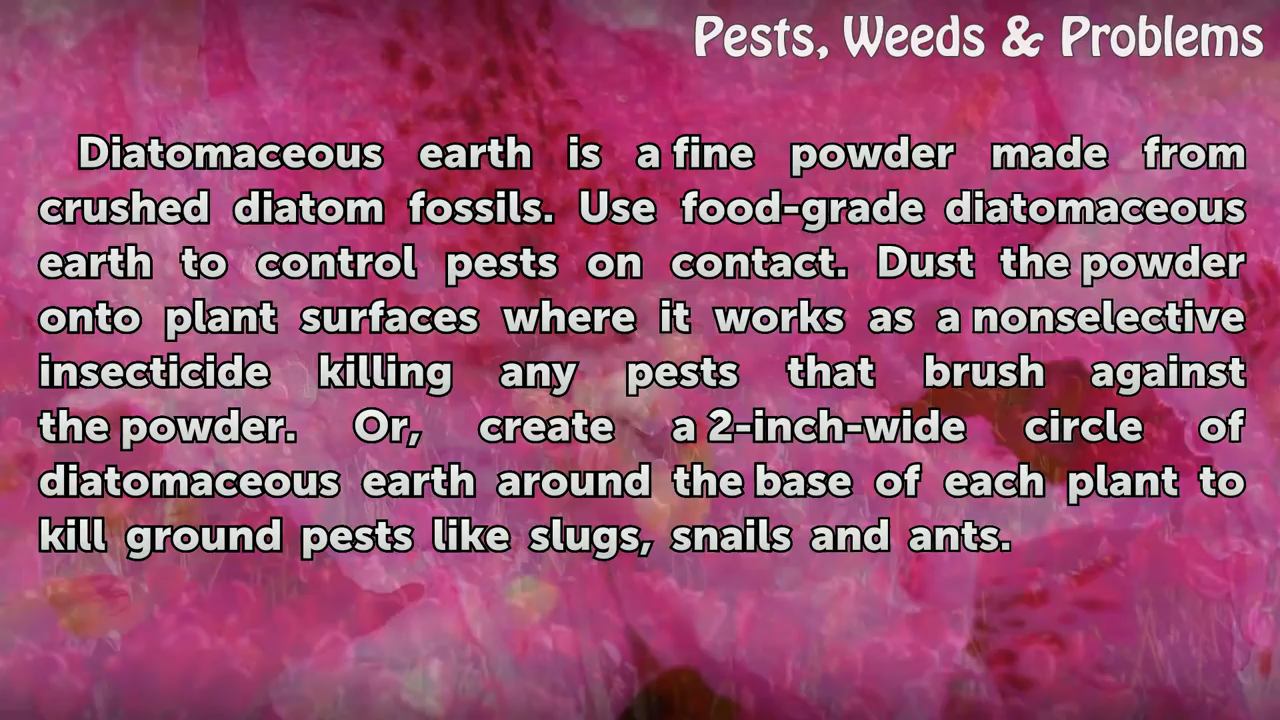 Pests, Weeds & Problems
Diatomaceous earth is a fine powder made from
crushed diatom fossils. Use food-grade diatomaceous
earth to control pests on contact. Dust the powder
onto plant surfaces where it works as a nonselective
insecticide killing any pests that brush against
the powder. Or, create a 2-inch-wide circle of
diatomaceous earth around the base of each plant to
kill ground pests like slugs, snails and ants.